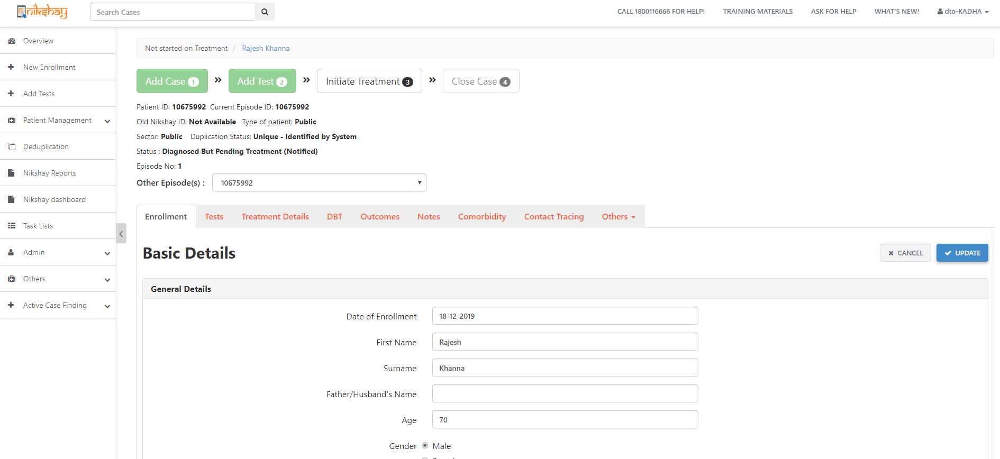 nikshay
Search Cases
CALL 1800116666 FOR HELP!
TRAINING MATERIALS
ASK FOR HELP
WHAT'S NEW!
dto-KADHA
Overview
New Enrollment
Add Tests
Patient Management
Deduplication
Nikshay Reports
Nikshay dashboard
Task Lists
Admin
Others
Active Case Finding
Not started on Treatment / Rajesh Khanna
Add Case 1 » Add Test 2 » Initiate Treatment 3 » Close Case 4
Patient ID: 10675992 Current Episode ID: 10675992
Old Nikshay ID: Not Available Type of patient: Public
Sector: Public Duplication Status: Unique - Identified by System
Status : Diagnosed But Pending Treatment (Notified)
Episode No: 1
Other Episode(s) : 10675992
Enrollment Tests Treatment Details DBT Outcomes Notes Comorbidity Contact Tracing Others
Basic Details
CANCEL UPDATE
General Details
Date of Enrollment 18-12-2019
First Name Rajesh
Surname Khanna
Father/Husband's Name
Age 70
Gender Male